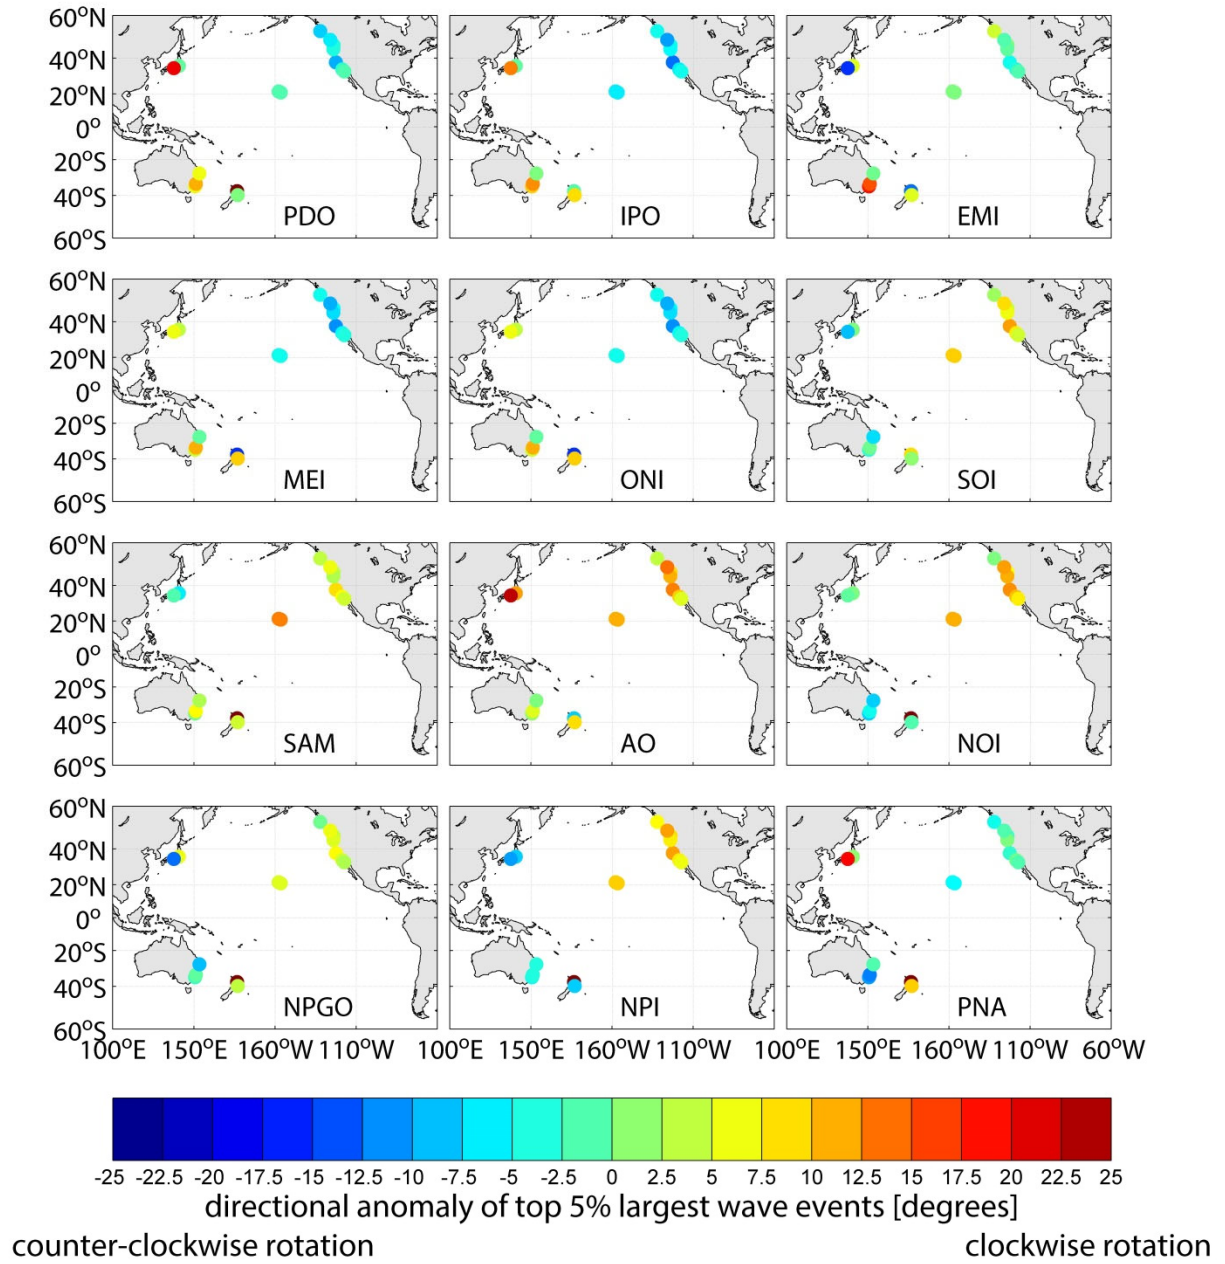 60°N
40°N
20°N
0°
20°S
40°S
60°S
PDO
IPO
EMI
60°N
40°N
20°N
0°
20°S
40°S
60°S
MEI
ONI
SOI
60°N
40°N
20°N
0°
20°S
40°S
60°S
SAM
AO
NOI
60°N
40°N
20°N
0°
20°S
40°S
60°S
NPGO
NPI
PNA
100°E 150°E 160°W 110°W 100°E 150°E 160°W 110°W 100°E 150°E 160°W 110°W 60°W
-25 -22.5 -20 -17.5 -15 -12.5 -10 -7.5 -5 -2.5 0 2.5 5 7.5 10 12.5 15 17.5 20 22.5 25
directional anomaly of top 5% largest wave events [degrees]
counter-clockwise rotation clockwise rotation